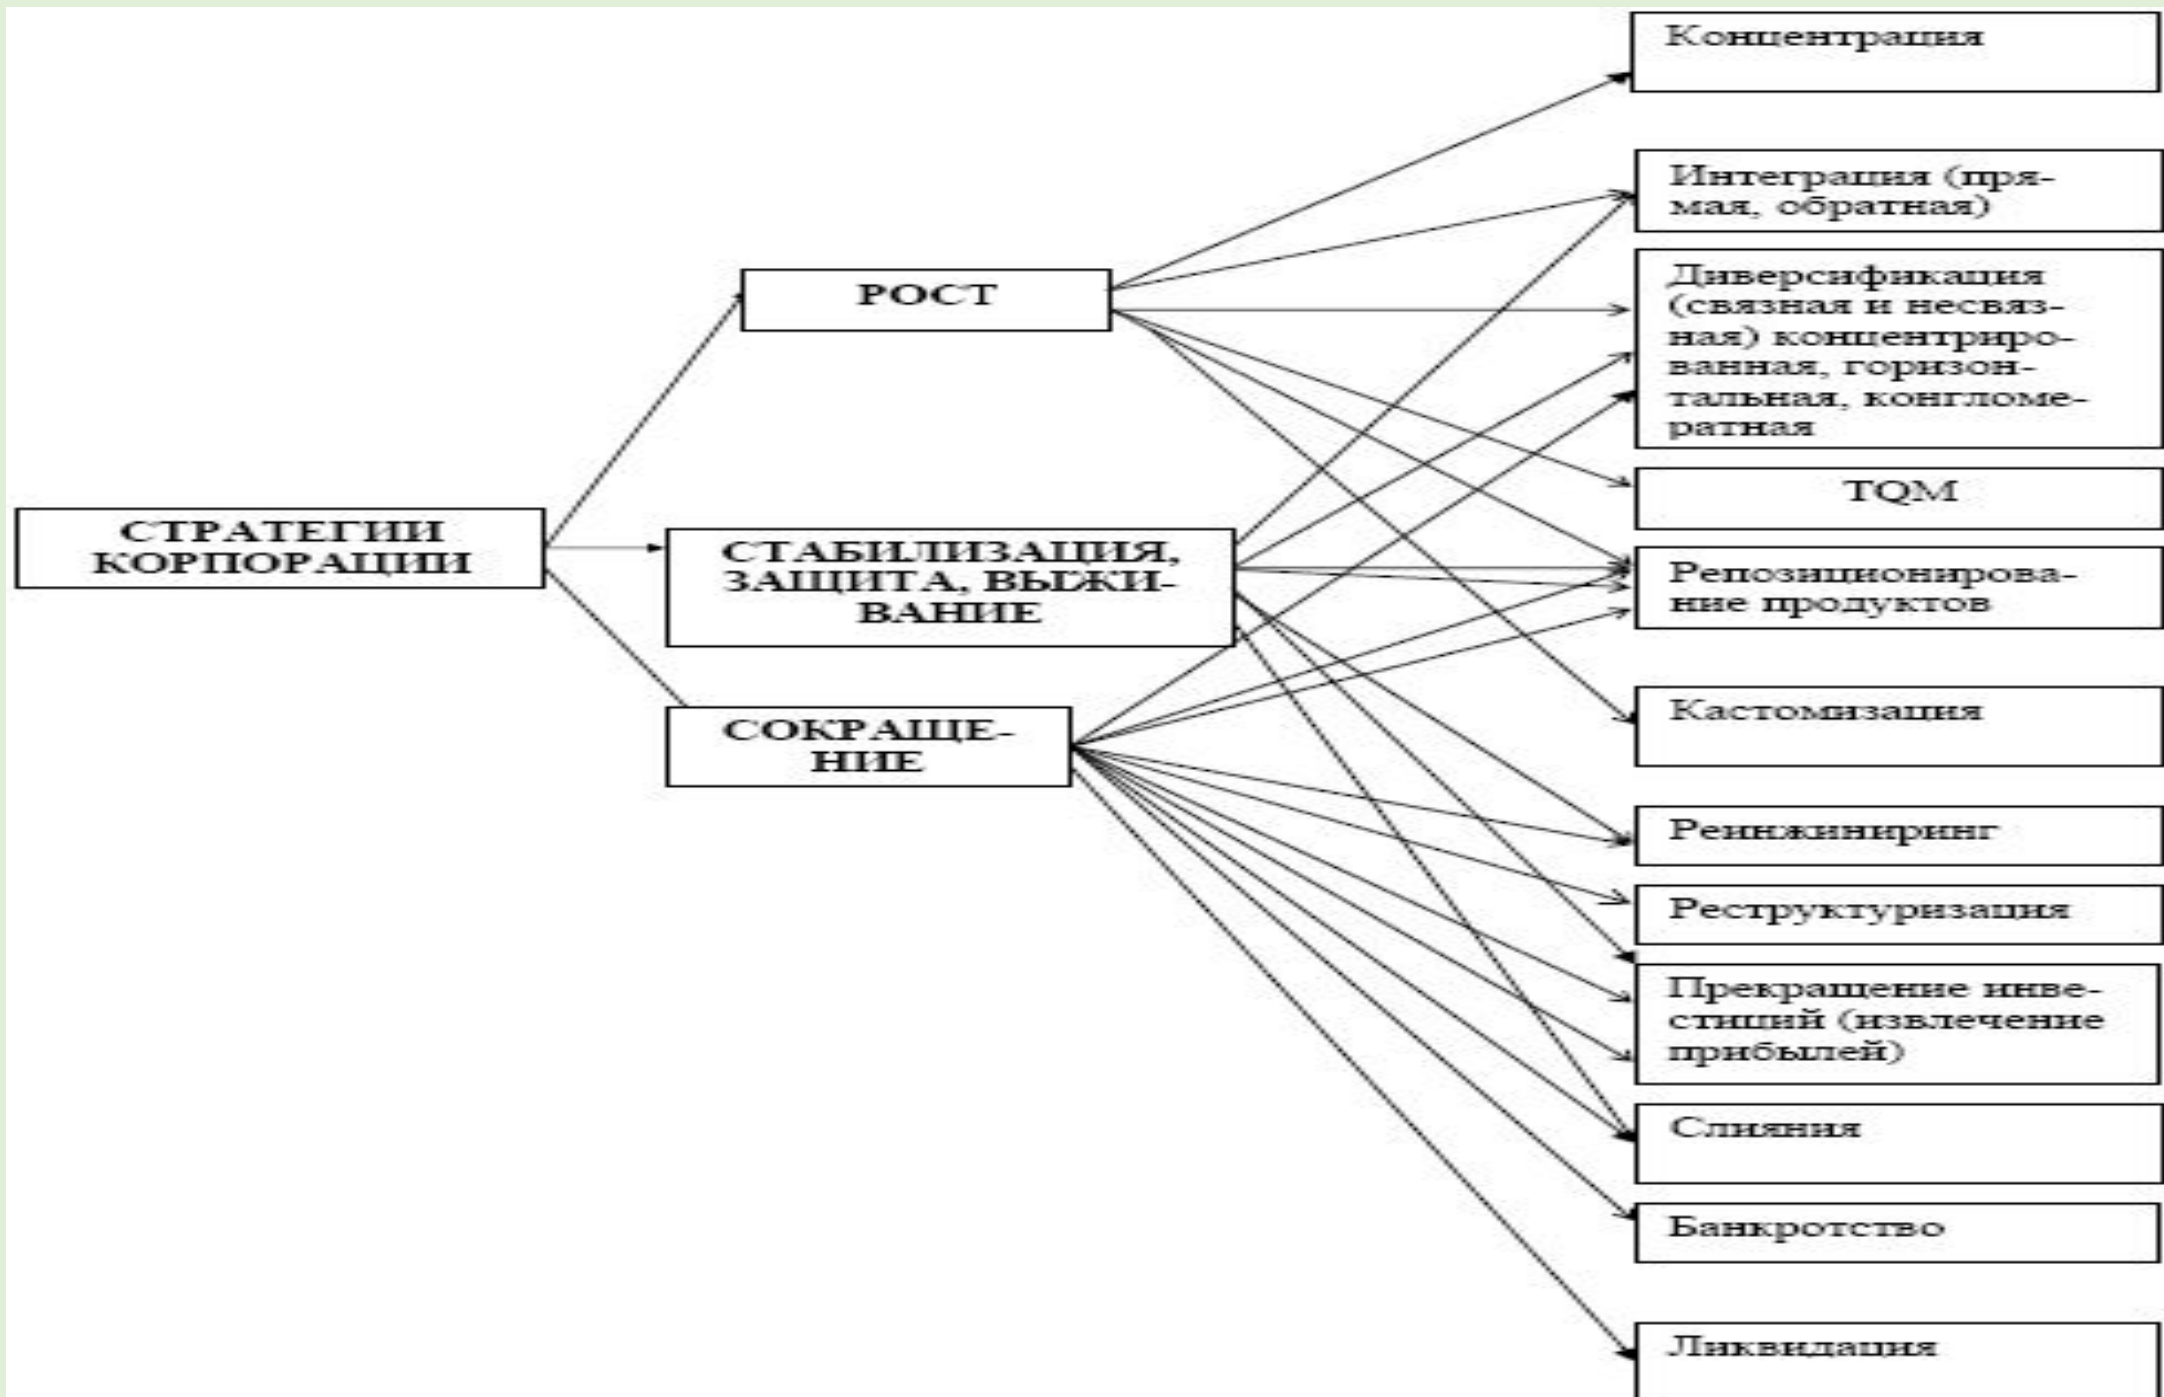 СТРАТЕГИИ
КОРПОРАЦИИ
РОСТ
СТАБИЛИЗАЦИЯ,
ЗАЩИТА, ВЫЖИ-
ВАНИЕ
СОКРАЩЕ-
НИЕ
Концентрация
Интеграция (пря-
мая, обратная)
Диверсификация
(связная и несвяз-
ная) концентриро-
ванная, горизон-
тальная, конгломе-
ратная
TQM
Репозиционирова-
ние продуктов
Кастомизация
Реинжиниринг
Реструктуризация
Прекращение инве-
стиций (извлечение
прибылей)
Слияния
Банкротство
Ликвидация